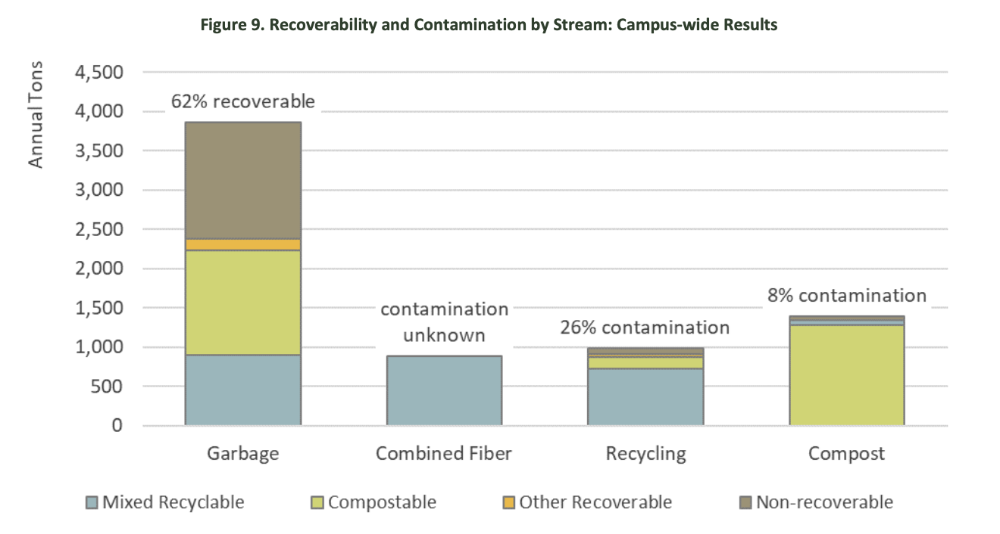 Figure 9. Recoverability and Contamination by Stream: Campus-wide Results
Annual Tons
4,500
4,000
3,500
3,000
2,500
2,000
1,500
1,000
500
0
62% recoverable
contamination
unknown
26% contamination
8% contamination
Garbage
Combined Fiber
Recycling
Compost
Mixed Recyclable
Compostable
Other Recoverable
Non-recoverable